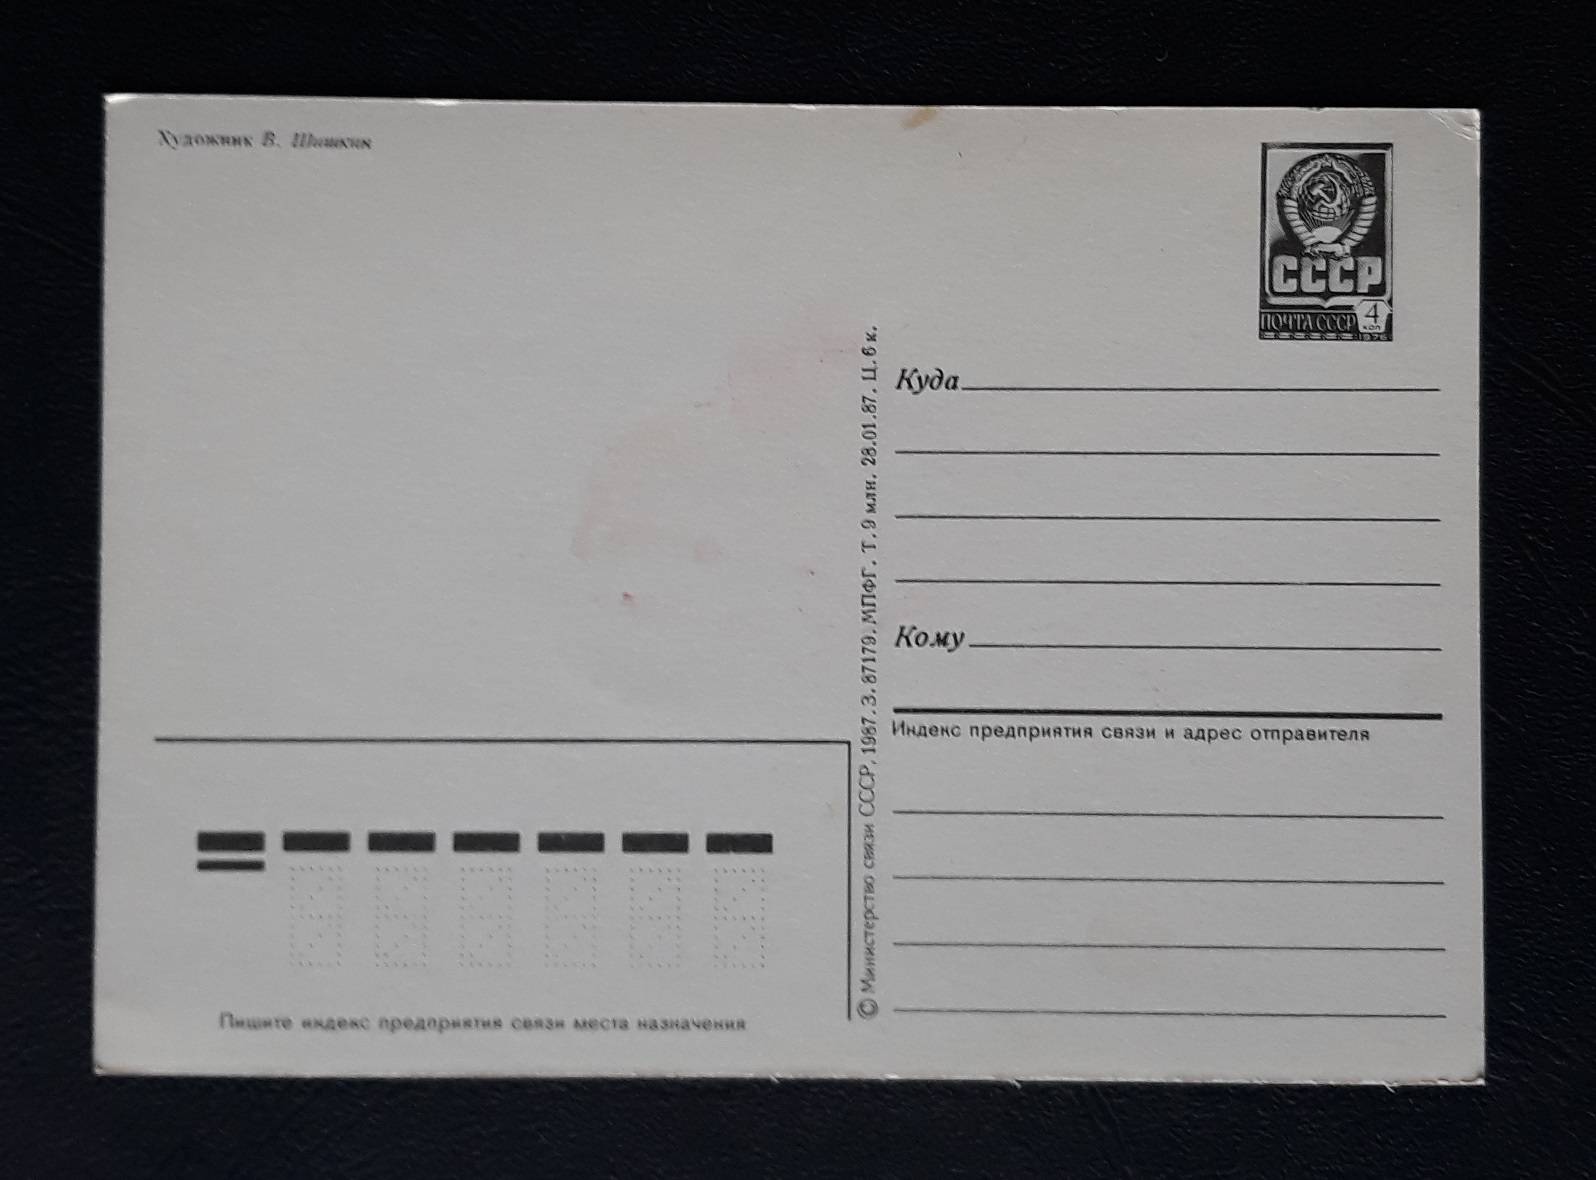 Художник В. Шишкин
СССР
ПОЧТА СССР
4
коп
1976
Куда
Кому
Индекс предприятия связи и адрес отправителя
© Министерство связи СССР, 1987. З. 87179. МПФГ. Т. 9 млн. 28.01.87. Ц. 6 к.
Пишите индекс предприятия связи места назначения